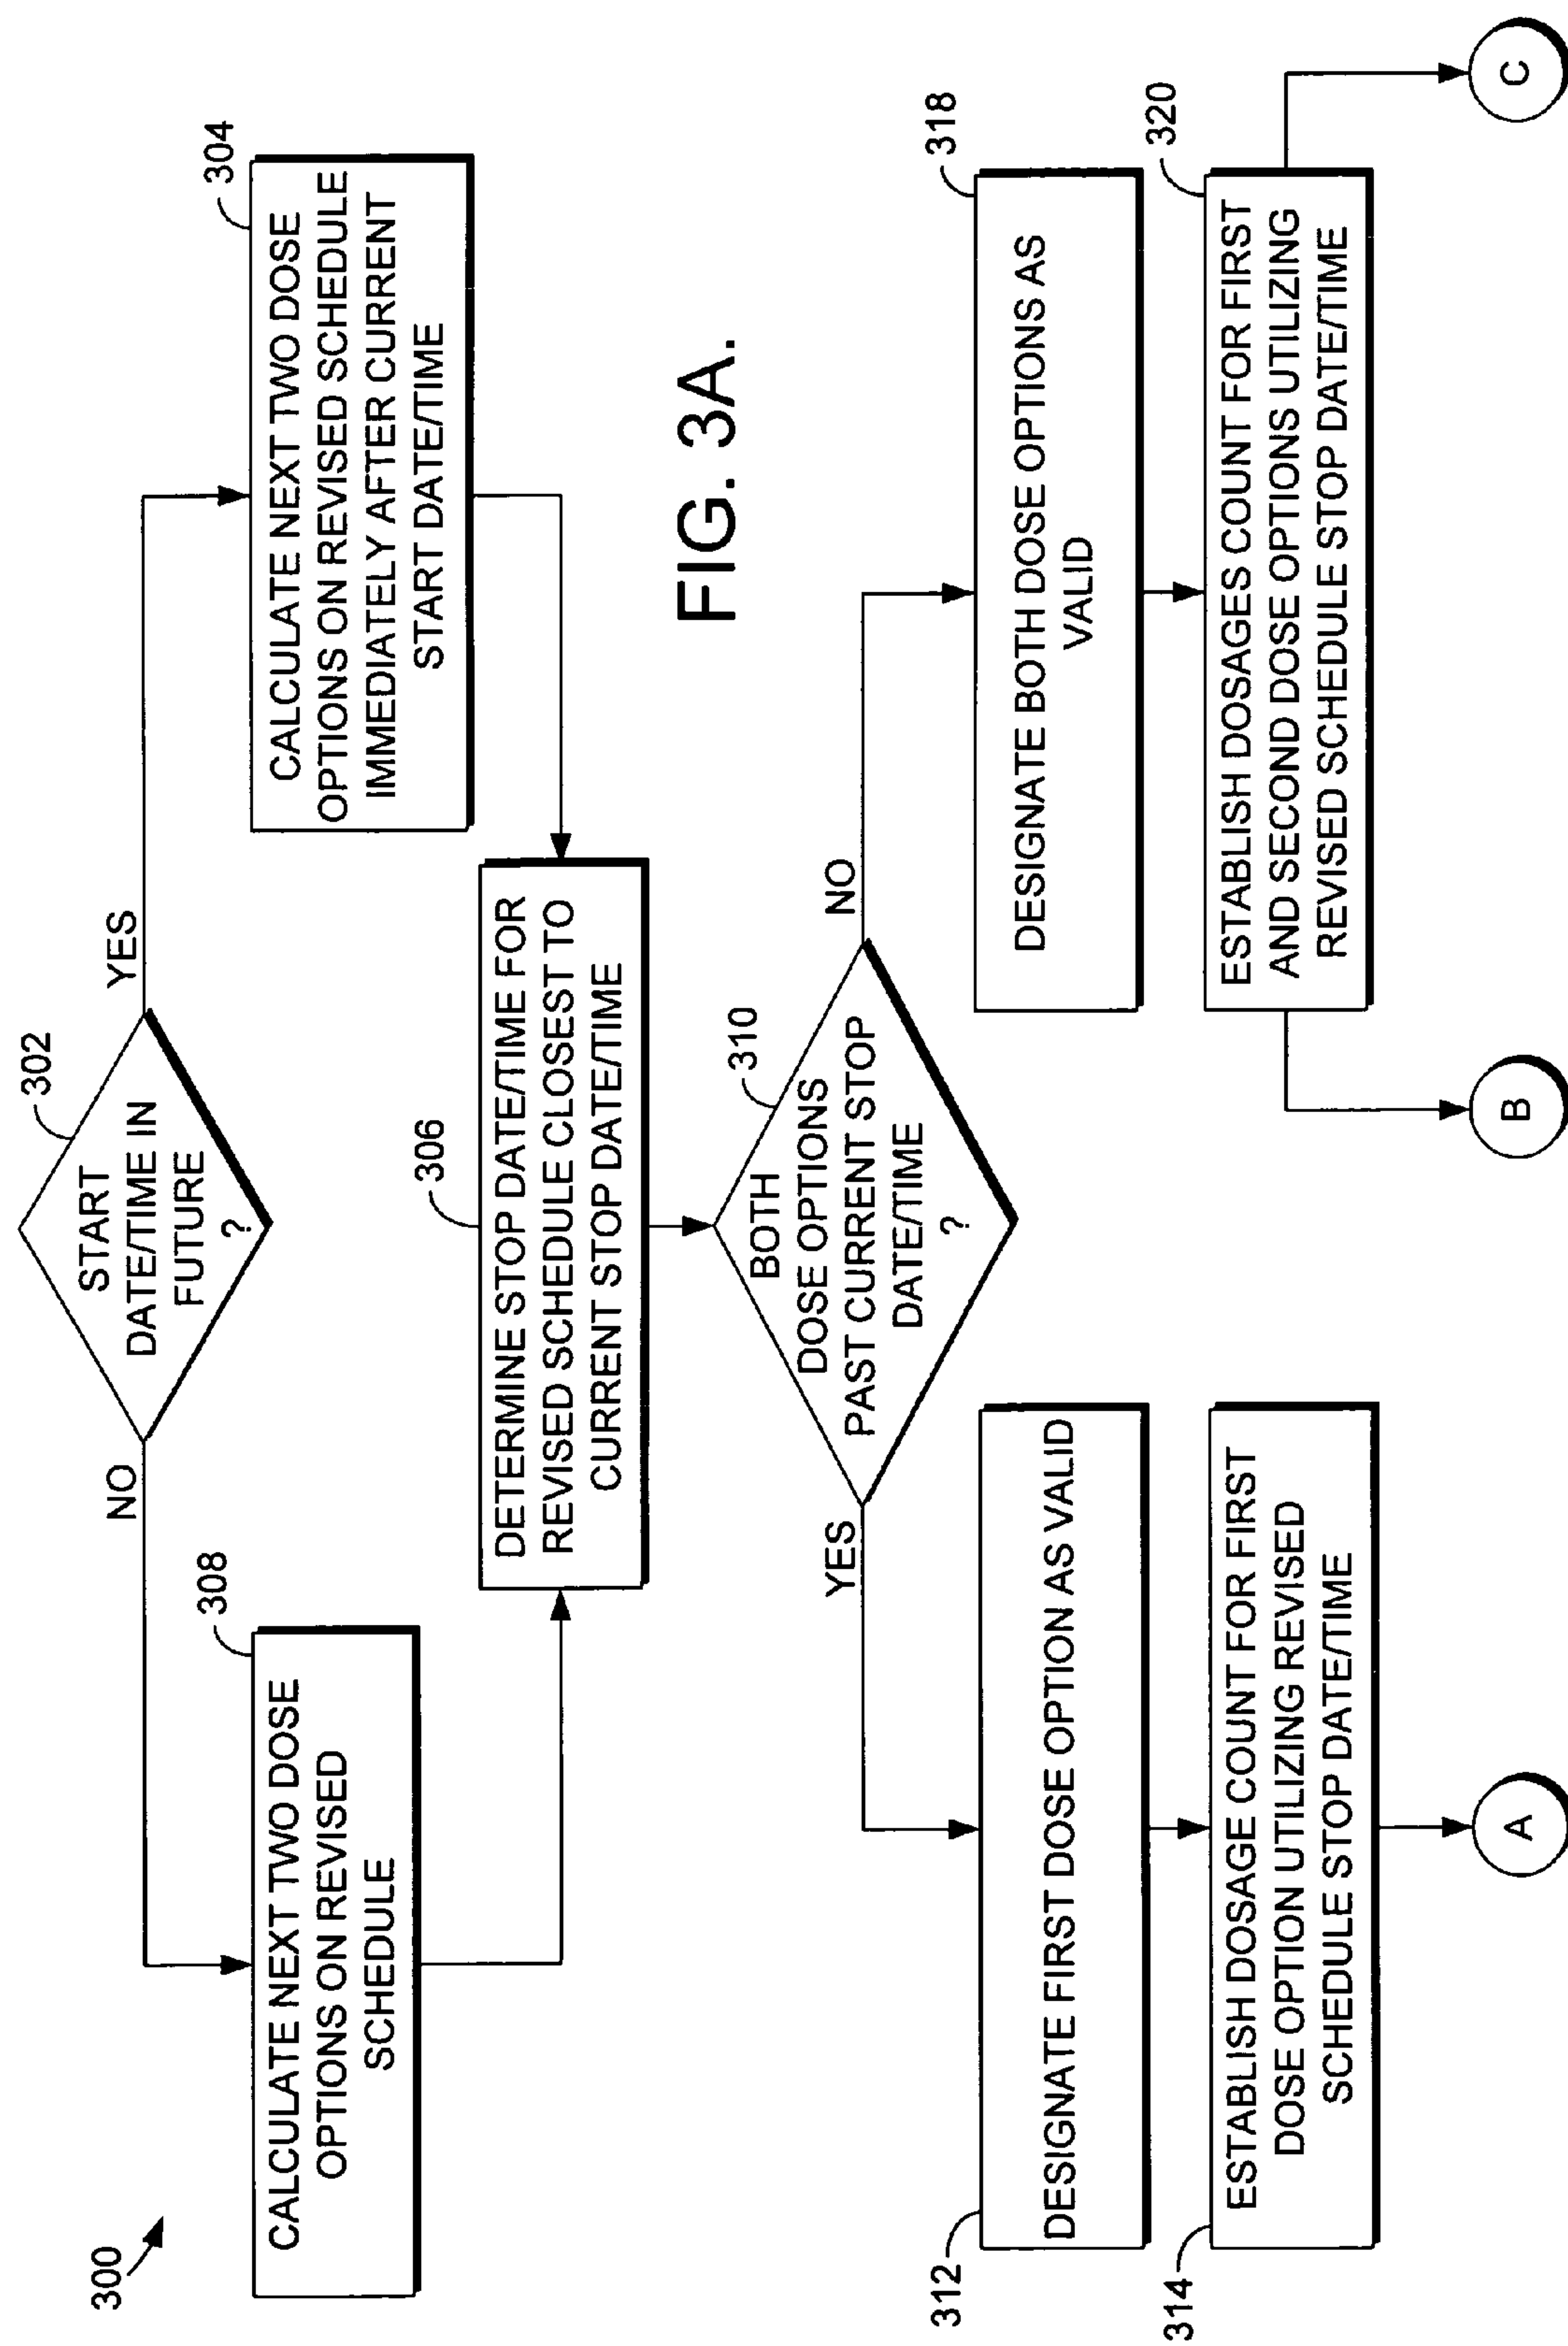 300
302
START
DATE/TIME IN
FUTURE
?
NO
YES
308
CALCULATE NEXT TWO DOSE
OPTIONS ON REVISED
SCHEDULE
304
CALCULATE NEXT TWO DOSE
OPTIONS ON REVISED SCHEDULE
IMMEDIATELY AFTER CURRENT
START DATE/TIME
306
DETERMINE STOP DATE/TIME FOR
REVISED SCHEDULE CLOSEST TO
CURRENT STOP DATE/TIME
FIG. 3A.
310
BOTH
DOSE OPTIONS
PAST CURRENT STOP
DATE/TIME
?
YES
NO
312
DESIGNATE FIRST DOSE OPTION AS VALID
318
DESIGNATE BOTH DOSE OPTIONS AS
VALID
314
ESTABLISH DOSAGE COUNT FOR FIRST
DOSE OPTION UTILIZING REVISED
SCHEDULE STOP DATE/TIME
320
ESTABLISH DOSAGES COUNT FOR FIRST
AND SECOND DOSE OPTIONS UTILIZING
REVISED SCHEDULE STOP DATE/TIME
A
B
C